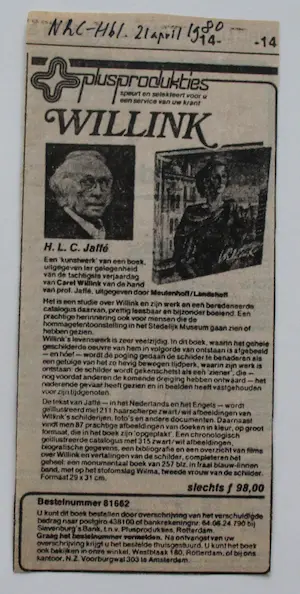 NRC-Hbl. 21 april 1980
-14- -14
plusprodukties
speurt en selekteert voor u
een service van uw krant
WILLINK
H. L. C. Jaffé
Een 'kunstwerk' van een boek,
uitgegeven ter gelegenheid
van de tachtigste verjaardag
van Carel Willink van de hand
van prof. Jaffé, uitgegeven door Meulenhoff/Landshoff
Het is een studie over Willink en zijn werk en een beredeneerde
catalogus daarvan, prettig leesbaar en bijzonder boeiend. Een
prachtige herinnering ook voor mensen die de
hommagetentoonstelling in het Stedelijk Museum gaan zien of
hebben gezien.
Willink's levenswerk is zeer veelzijdig. In dit boek, waarin het gehele
geschilderde oeuvre van hem in volgorde van ontstaan is afgebeeld
— en hóe! — wordt de poging gedaan de schilder te benaderen als
een getuige van het zo hevig bewogen tijdperk, waarin zijn werk is
ontstaan: de schilder wordt gekenschetst als een 'ziener', die —
nog voordat anderen de komende dreiging hebben ontwaard — het
naderende gevaar heeft gezien en in beelden heeft vastgehouden
voor zijn tijdgenoten.
De tekst van Jaffé — in het Nederlands en het Engels — wordt
geïllustreerd met 211 haarscherpe zwart/wit afbeeldingen van
Willink's schilderijen, foto's en andere documenten. Daarnaast
vindt men 87 prachtige afbeeldingen van doeken in kleur, op groot
formaat, die in het boek zijn 'opgeplakt'. Een chronologisch
geïllustreerde catalogus met 315 zwart/wit afbeeldingen,
biografische gegevens, een bibliografie en een overzicht van films
over Willink en vertalingen van de schilder, completeren het
geheel: een monumentaal boek van 257 blz. in fraai blauw-linnen
band, met op het stofomslag Wilma, tweede vrouw van de schilder.
Formaat 29 x 31 cm.
slechts f 98,00
Bestelnummer 81662
U kunt dit boek bestellen door overschrijving van het verschuldigde
bedrag naar postgiro 438100 of bankrek. nummer: 64.06.24.790 bij
Slavenburg's Bank, t.n.v. Plusprodukties, Rotterdam.
Graag het bestelnummer vermelden. Na ontvangst van uw
overschrijving krijgt u het bestelde thuisgestuurd. U kunt het boek
ook bekijken in onze winkel, Westblaak 180, Rotterdam, of bij ons
kantoor, N.Z. Voorburgwal 303 te Amsterdam.